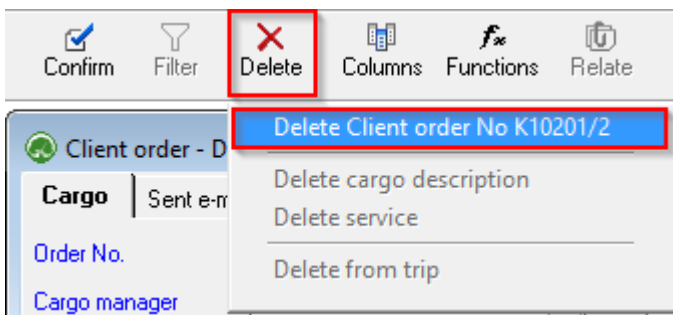 Confirm Filter Delete Columns Functions Relate
Delete Client order No K10201/2
Client order - D
Delete cargo description
Cargo Sent e-m
Delete service
Order No.
Delete from trip
Cargo manager